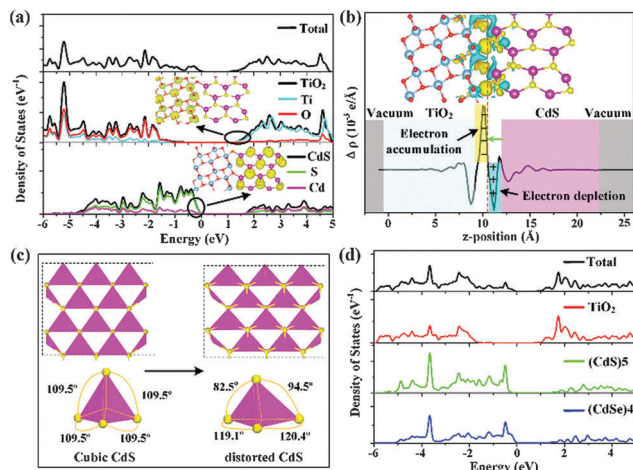 (a)
Total
TiO₂
Ti
O
CdS
S
Cd
Density of States (eV⁻¹)
-6 -5 -4 -3 -2 -1 0 1 2 3 4 5
Energy (eV)
(b)
Vacuum TiO₂ CdS Vacuum
Electron
accumulation
Electron depletion
Δ ρ (10⁻³ e/Å)
0 5 10 15 20 25
z-position (Å)
(c)
109.5° 109.5°
109.5° 109.5°
Cubic CdS
82.5° 94.5°
119.1° 120.4°
distorted CdS
(d)
Total
TiO₂
(CdS)5
(CdSe)4
Density of States (eV⁻¹)
-6 -4 -2 0 2 4
Energy (eV)